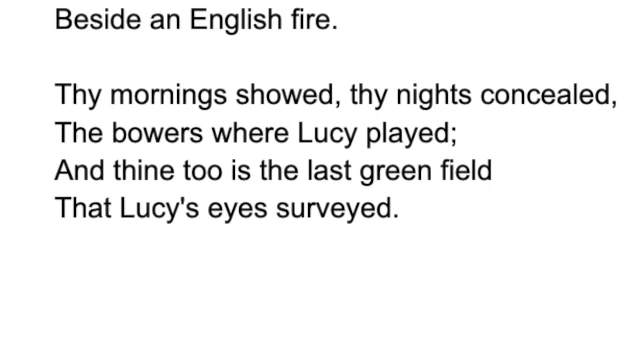 Beside an English fire.
Thy mornings showed, thy nights concealed,
The bowers where Lucy played;
And thine too is the last green field
That Lucy's eyes surveyed.